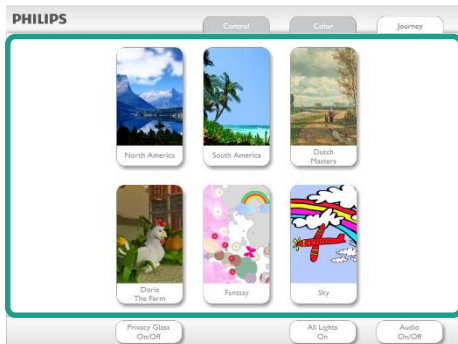 PHILIPS
Control
Color
Journey
North America
South America
Dutch
Masters
Doris
The Farm
Fantasy
Sky
Privacy Glass
On/Off
All Lights
On
Audio
On/Off